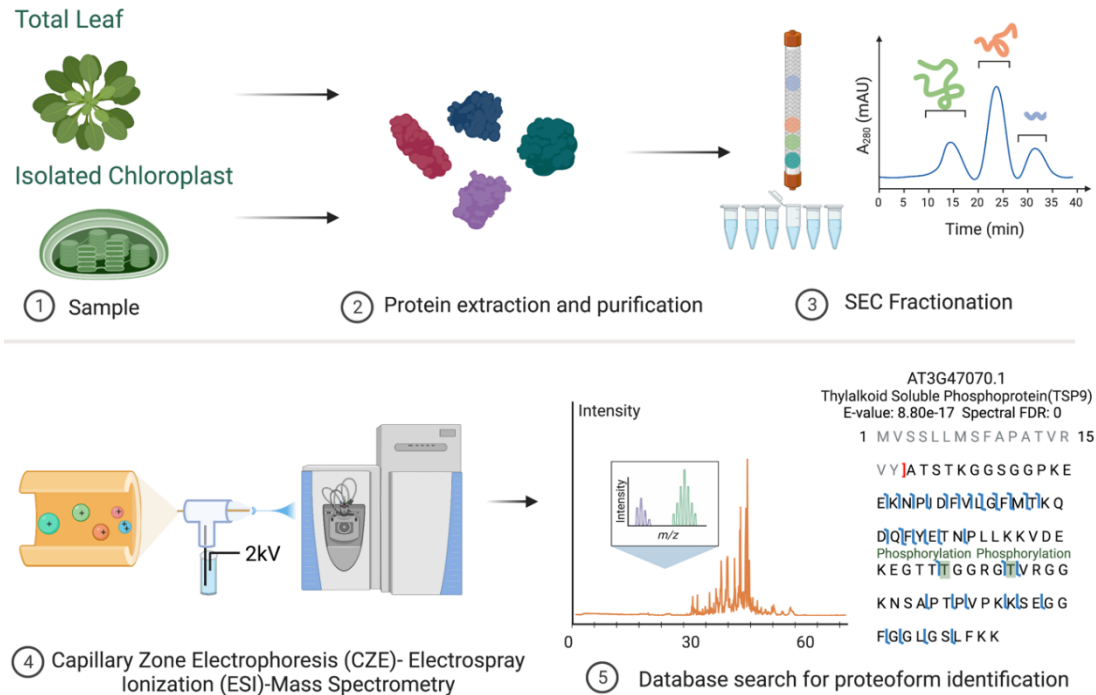 Total Leaf
Isolated Chloroplast
1 Sample
2 Protein extraction and purification
A280 (mAU)
0 5 10 15 20 25 30 35 40
Time (min)
3 SEC Fractionation
+ + + +
2kV
4 Capillary Zone Electrophoresis (CZE)- Electrospray
Ionization (ESI)-Mass Spectrometry
Intensity
Intensity
m/z
0 30 60
AT3G47070.1
Thylalkoid Soluble Phosphoprotein(TSP9)
E-value: 8.80e-17 Spectral FDR: 0
1 M V S S L L M S F A P A T V R 15
V Y A T S T K G G S G G P K E
E K N P I D F V L G F M T K Q
D Q F Y E T N P L L K K V D E
Phosphorylation Phosphorylation
K E G T T T G G R G T V R G G
K N S A P T P V P K K S E G G
F G G L G S L F K K
5 Database search for proteoform identification